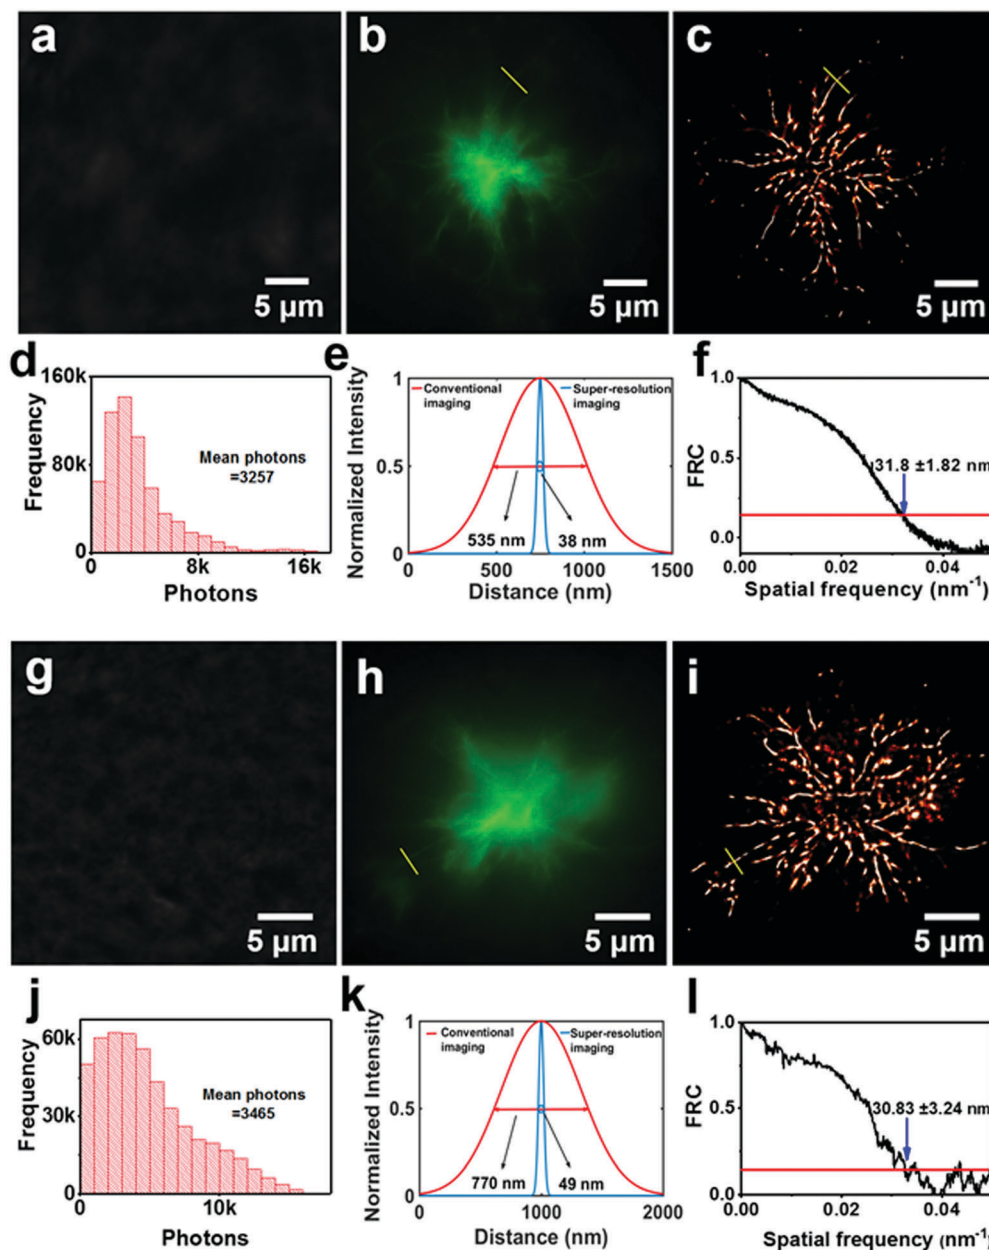 a
b
c
5 µm
5 µm
5 µm
d
160k
80k
0
Frequency
Mean photons
=3257
0
8k
16k
Photons
e
Normalized Intensity
1
0.5
0
Conventional
imaging
Super-resolution
imaging
535 nm
38 nm
0
500
1000
1500
Distance (nm)
f
FRC
1.0
0.5
0.0
31.8 ±1.82 nm
0.00
0.02
0.04
Spatial frequency (nm⁻¹)
g
h
i
5 µm
5 µm
5 µm
j
60k
30k
0
Frequency
Mean photons
=3465
0
10k
Photons
k
Normalized Intensity
1
0.5
0
Conventional
imaging
Super-resolution
imaging
770 nm
49 nm
0
1000
2000
Distance (nm)
l
FRC
1.0
0.5
0.0
30.83 ±3.24 nm
0.00
0.02
0.04
Spatial frequency (nm⁻¹)